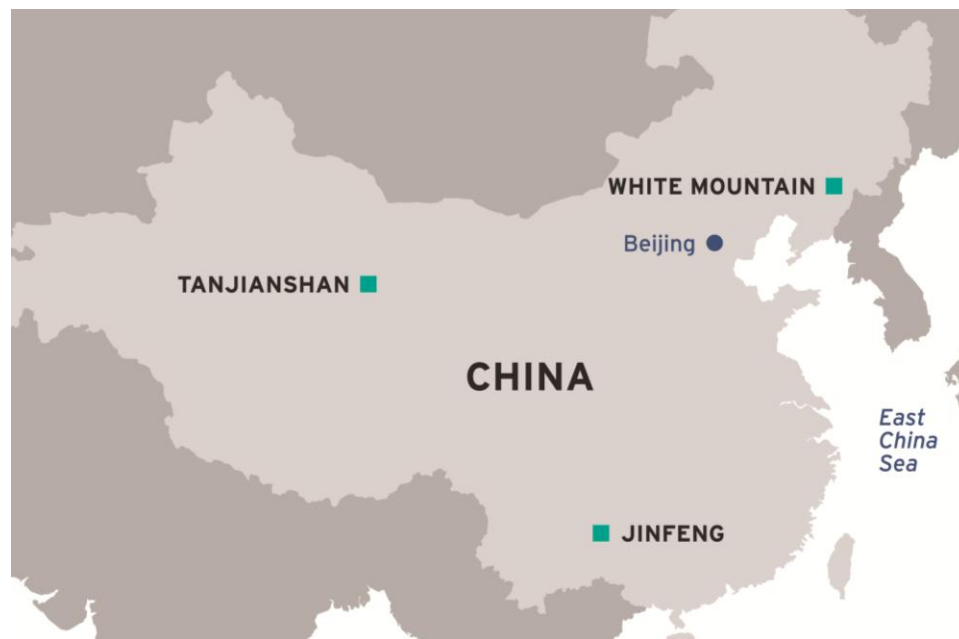 WHITE MOUNTAIN
Beijing
TANJIANSHAN
CHINA
East
China
Sea
JINFENG